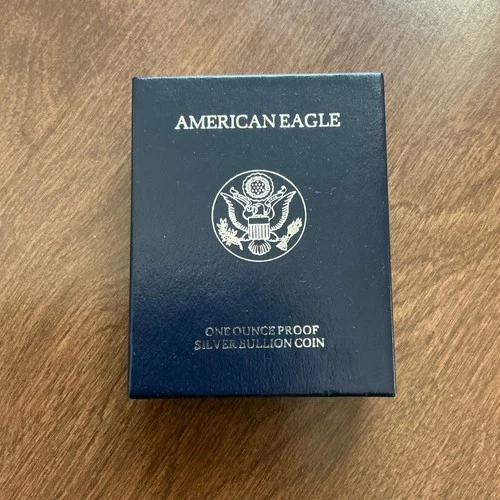 AMERICAN EAGLE
ONE OUNCE PROOF
SILVER BULLION COIN